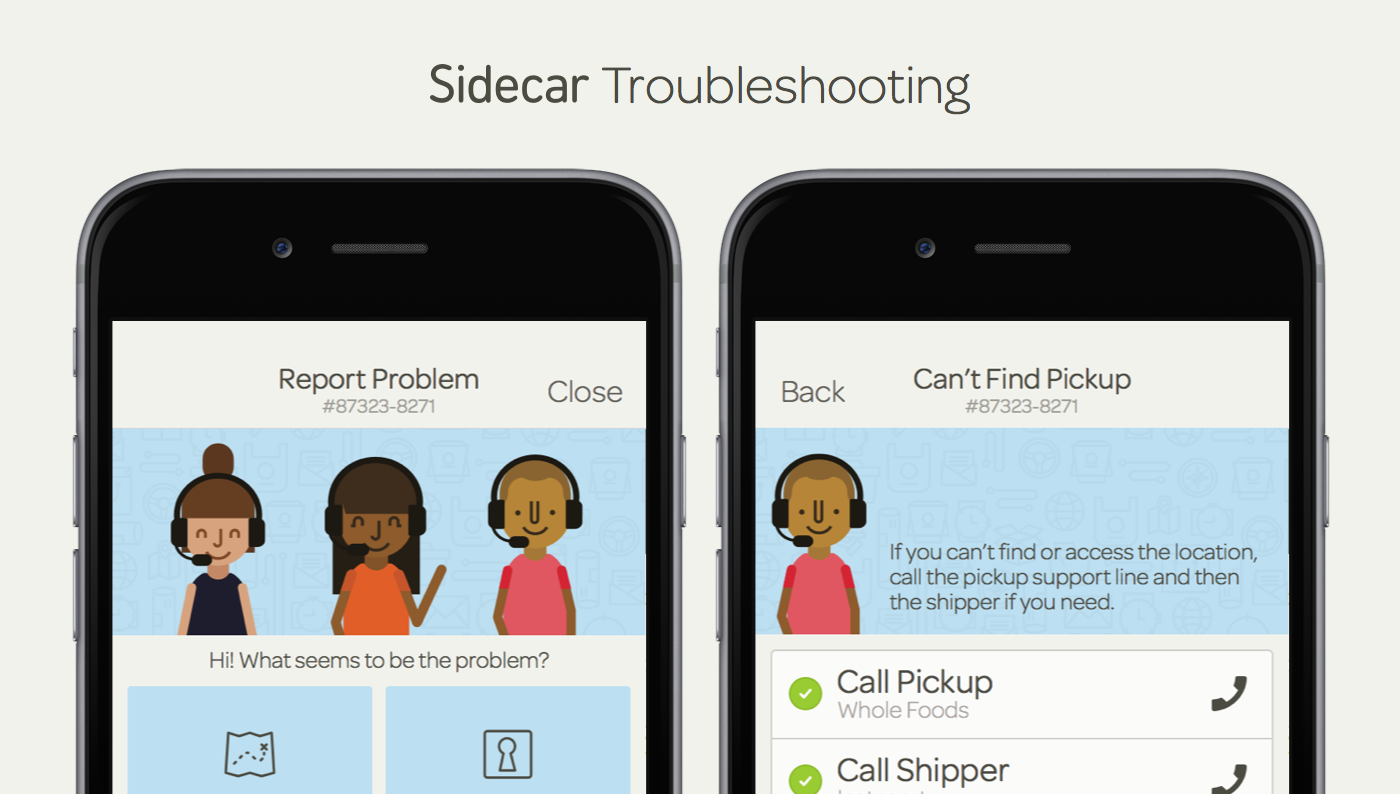 Sidecar Troubleshooting
Report Problem
#87323-8271
Close
Hi! What seems to be the problem?
Back
Can't Find Pickup
#87323-8271
If you can't find or access the location,
call the pickup support line and then
the shipper if you need.
Call Pickup
Whole Foods
Call Shipper